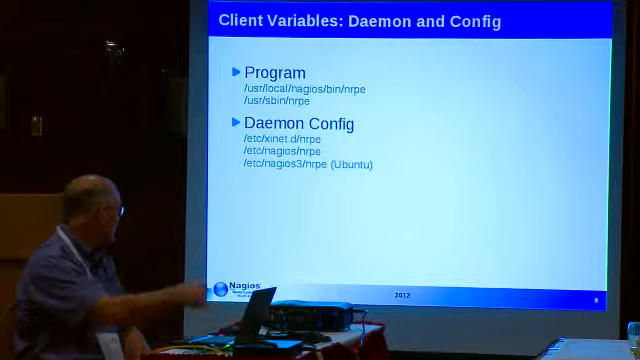 Client Variables: Daemon and Config
Program
/usr/local/nagios/bin/nrpe
/usr/sbin/nrpe
Daemon Config
/etc/xinet.d/nrpe
/etc/nagios/nrpe
/etc/nagios3/nrpe (Ubuntu)
Nagios
2012
9